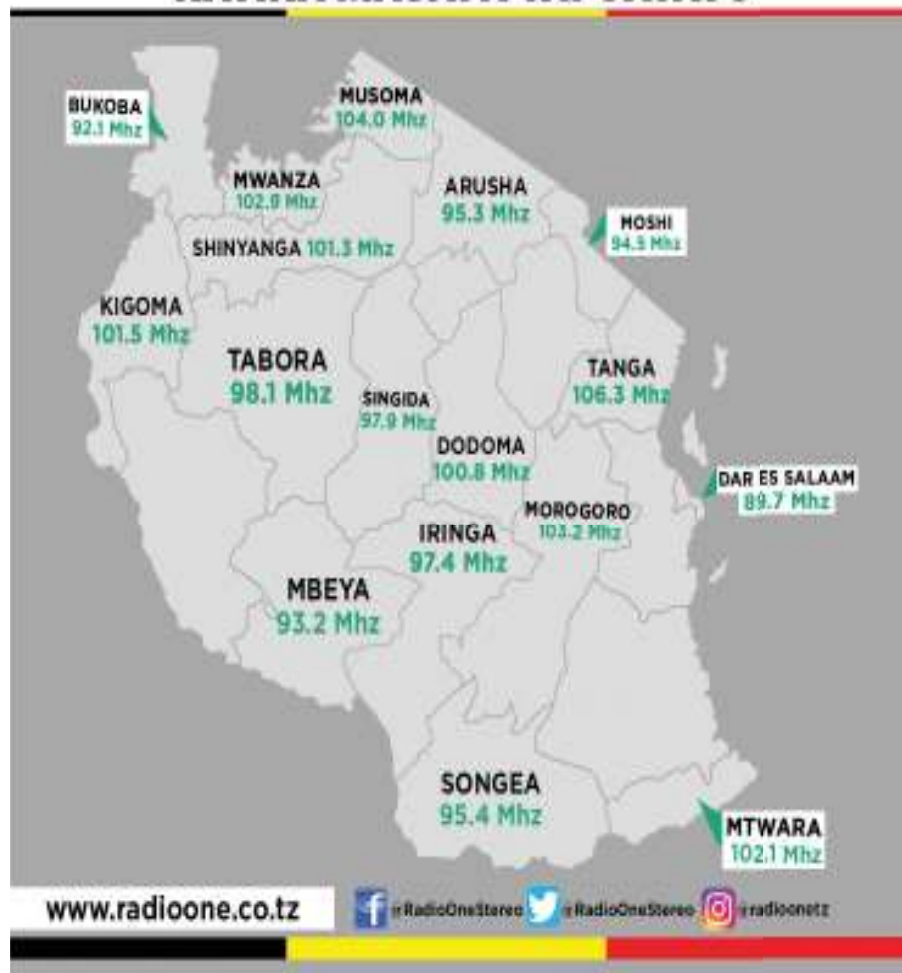 BUKOBA
92.1 Mhz
MUSOMA
104.0 Mhz
MWANZA
102.9 Mhz
ARUSHA
95.3 Mhz
MOSHI
94.5 Mhz
SHINYANGA 101.3 Mhz
KIGOMA
101.5 Mhz
TABORA
98.1 Mhz
SINGIDA
97.9 Mhz
TANGA
106.3 Mhz
DODOMA
100.8 Mhz
DAR ES SALAAM
89.7 Mhz
MOROGORO
103.2 Mhz
IRINGA
97.4 Mhz
MBEYA
93.2 Mhz
SONGEA
95.4 Mhz
MTWARA
102.1 Mhz
www.radioone.co.tz
RadioOneStereo
RadioOneStereo
radioonetz